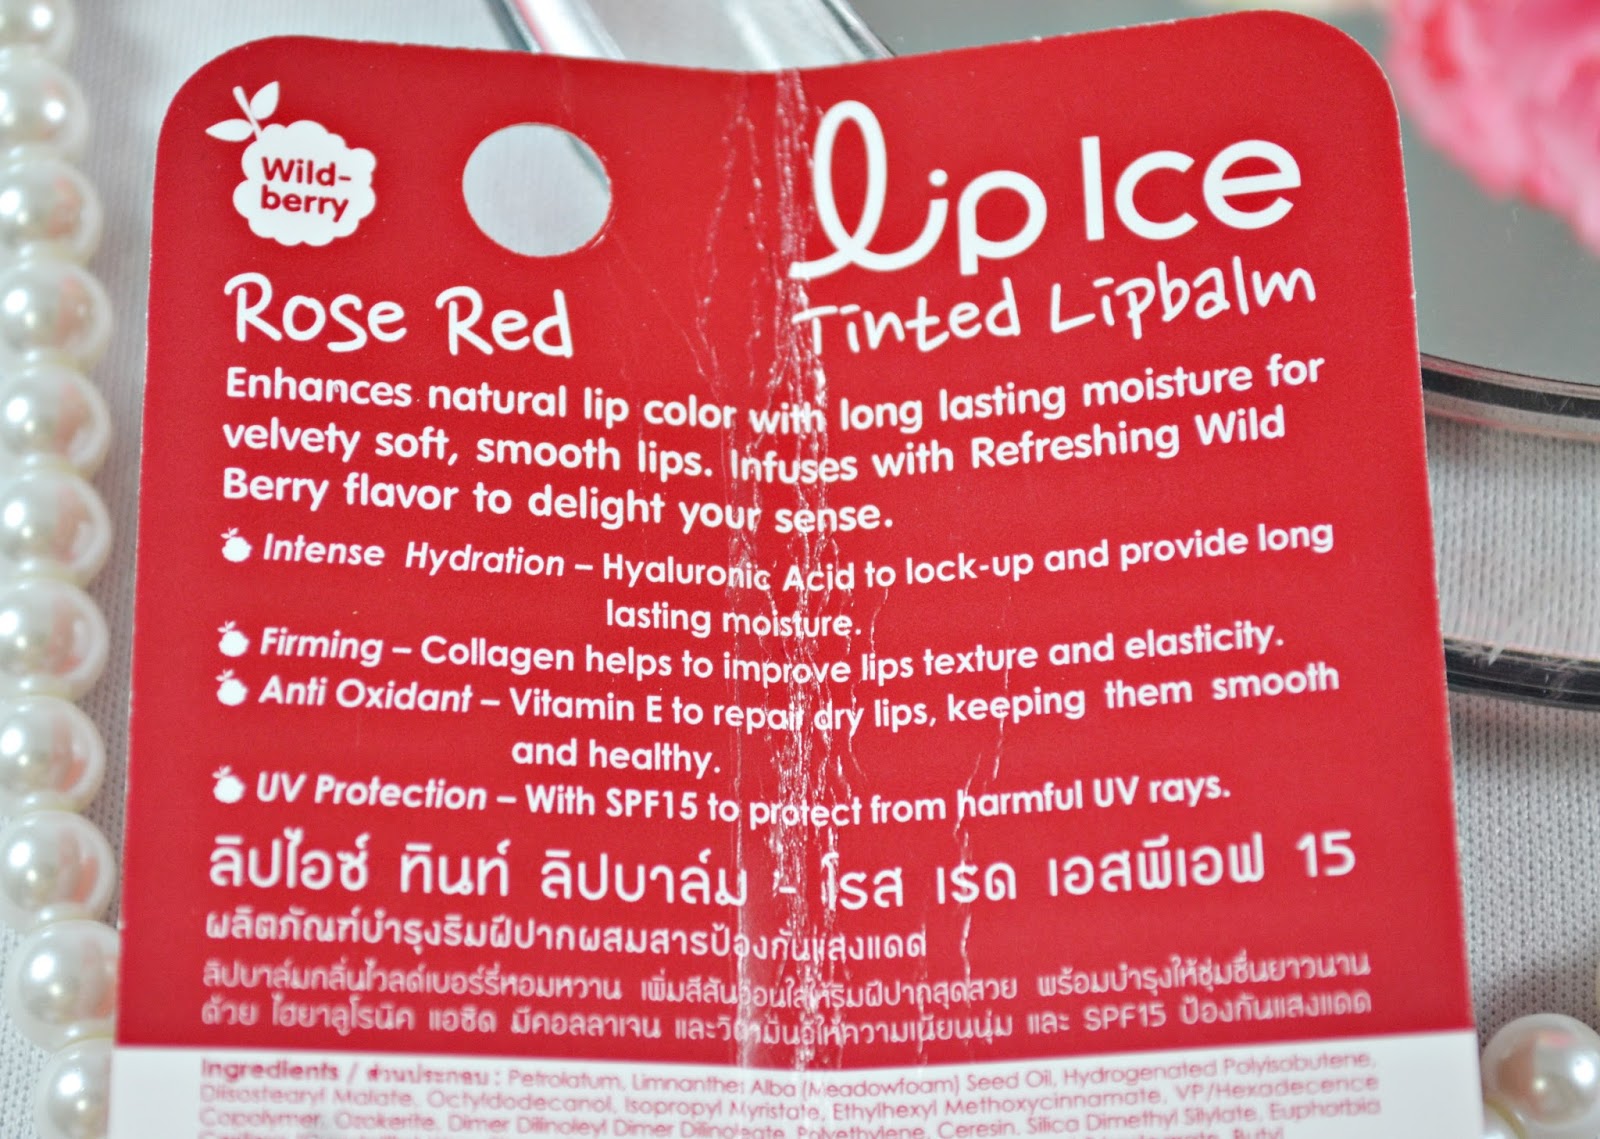 Wild-
berry
Lip Ice
Rose Red
Tinted Lipbalm
Enhances natural lip color with long lasting moisture for
velvety soft, smooth lips. Infuses with Refreshing Wild
Berry flavor to delight your sense.
Intense Hydration – Hyaluronic Acid to lock-up and provide long
lasting moisture.
Firming – Collagen helps to improve lips texture and elasticity.
Anti Oxidant – Vitamin E to repair dry lips, keeping them smooth
and healthy.
UV Protection – With SPF15 to protect from harmful UV rays.
ลิปไอซ์ ทินท์ ลิปบาล์ม - โรส เรด เอสพีเอฟ 15
ผลิตภัณฑ์บำรุงริมฝีปากผสมสารป้องกันแสงแดด
ลิปบาล์มกลิ่นไวลด์เบอร์รี่หอมหวาน เพิ่มสีสันอ่อนใสให้ริมฝีปากสุดสวย พร้อมบำรุงให้ชุ่มชื่นยาวนาน
ด้วย ไฮยาลูโรนิค แอซิด มีคอลลาเจน และวิตามินอีให้ความเนียนนุ่ม และ SPF15 ป้องกันแสงแดด
Ingredients / ส่วนประกอบ : Petrolatum, Limnanthes Alba (Meadowfoam) Seed Oil, Hydrogenated Polyisobutene,
Diisostearyl Malate, Octyldodecanol, Isopropyl Myristate, Ethylhexyl Methoxycinnamate, VP/Hexadecence
Copolymer, Ozokerite, Dimer Dilinoleyl Dimer Dilinoleate, Polyethylene, Ceresin, Silica Dimethyl Silylate, Euphorbia